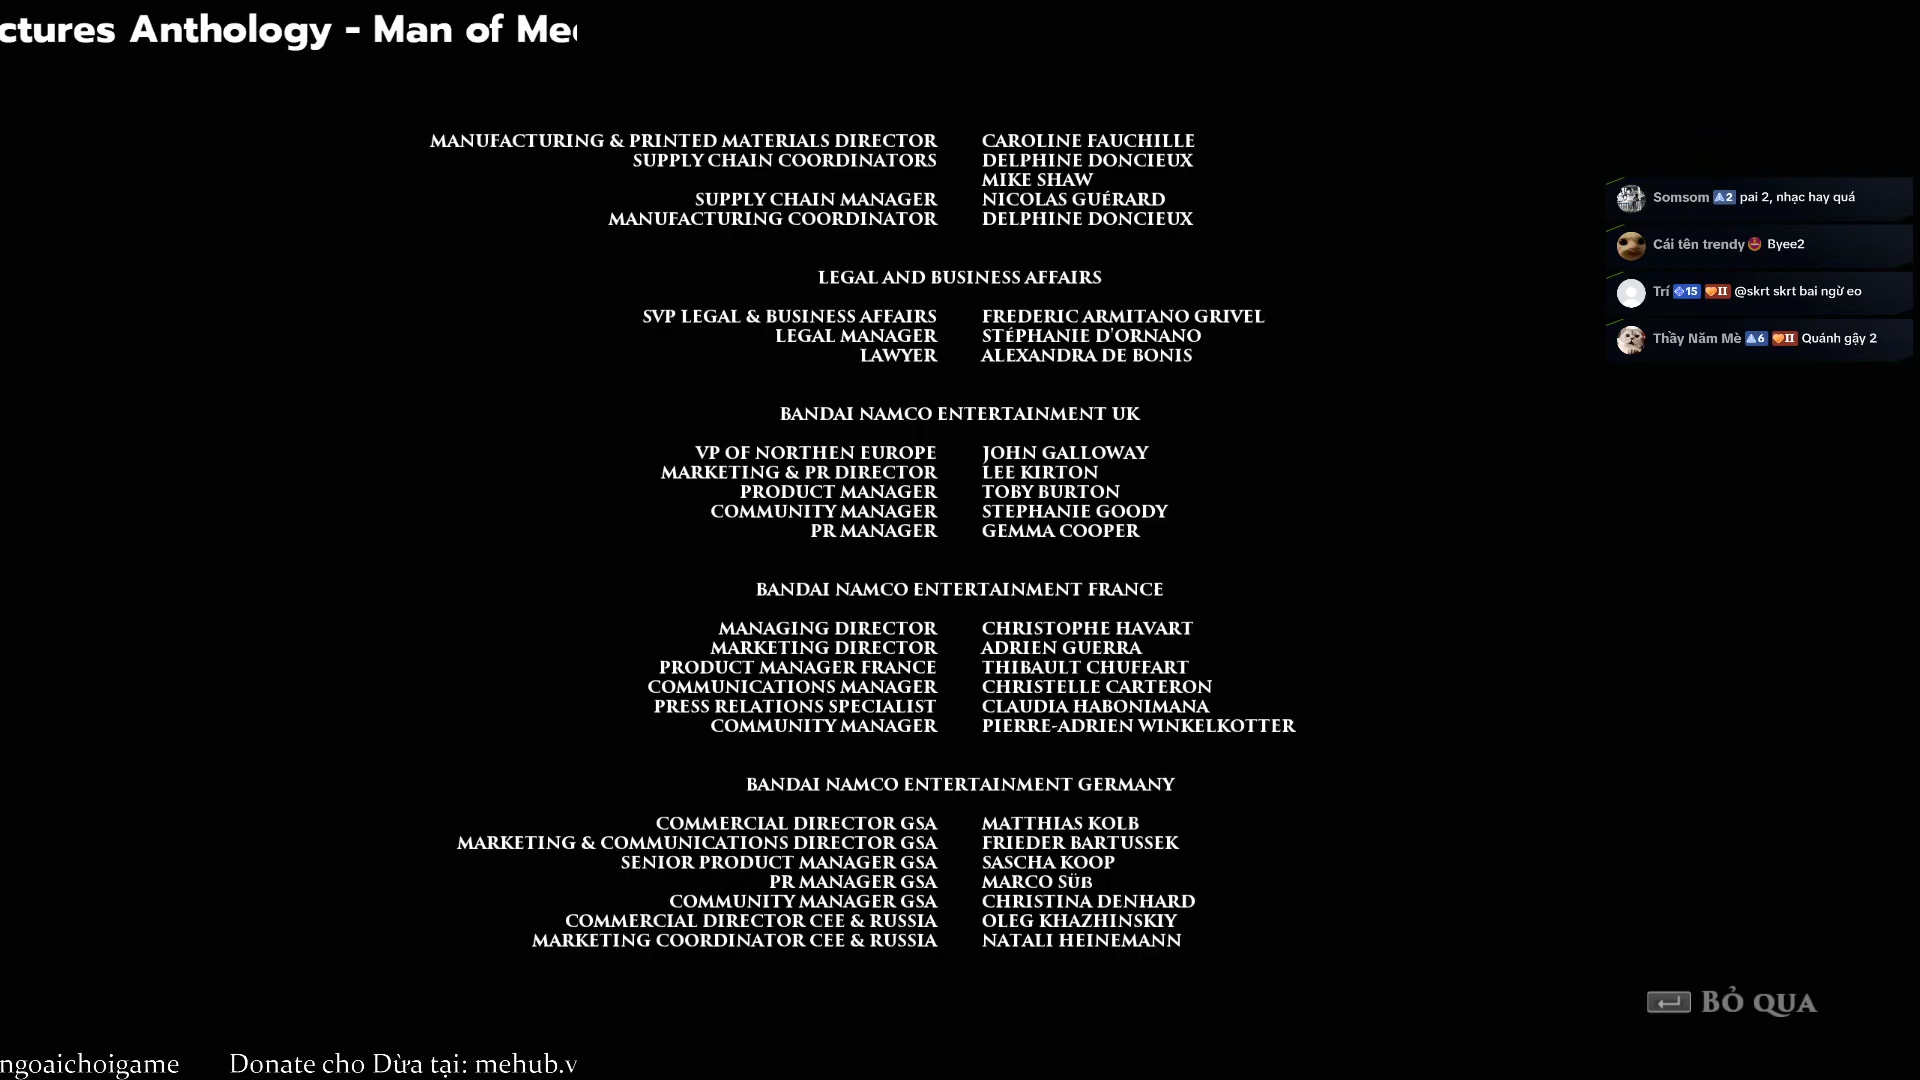 ctures Anthology - Man of Me
MANUFACTURING & PRINTED MATERIALS DIRECTOR CAROLINE FAUCHILLE
SUPPLY CHAIN COORDINATORS DELPHINE DONCIEUX
MIKE SHAW
SUPPLY CHAIN MANAGER NICOLAS GUÉRARD
MANUFACTURING COORDINATOR DELPHINE DONCIEUX
LEGAL AND BUSINESS AFFAIRS
SVP LEGAL & BUSINESS AFFAIRS FREDERIC ARMITANO GRIVEL
LEGAL MANAGER STÉPHANIE D'ORNANO
LAWYER ALEXANDRA DE BONIS
BANDAI NAMCO ENTERTAINMENT UK
VP OF NORTHEN EUROPE JOHN GALLOWAY
MARKETING & PR DIRECTOR LEE KIRTON
PRODUCT MANAGER TOBY BURTON
COMMUNITY MANAGER STEPHANIE GOODY
PR MANAGER GEMMA COOPER
BANDAI NAMCO ENTERTAINMENT FRANCE
MANAGING DIRECTOR CHRISTOPHE HAVART
MARKETING DIRECTOR ADRIEN GUERRA
PRODUCT MANAGER FRANCE THIBAULT CHUFFART
COMMUNICATIONS MANAGER CHRISTELLE CARTERON
PRESS RELATIONS SPECIALIST CLAUDIA HABONIMANA
COMMUNITY MANAGER PIERRE-ADRIEN WINKELKOTTER
BANDAI NAMCO ENTERTAINMENT GERMANY
COMMERCIAL DIRECTOR GSA MATTHIAS KOLB
MARKETING & COMMUNICATIONS DIRECTOR GSA FRIEDER BARTUSSEK
SENIOR PRODUCT MANAGER GSA SASCHA KOOP
PR MANAGER GSA MARCO SÜß
COMMUNITY MANAGER GSA CHRISTINA DENHARD
COMMERCIAL DIRECTOR CEE & RUSSIA OLEG KHAZHINSKIY
MARKETING COORDINATOR CEE & RUSSIA NATALI HEINEMANN
Somsom 2 pai 2, nhạc hay quá
Cái tên trendy Byee2
Trí 15 II @skrt skrt bai ngừ eo
Thầy Năm Mè 6 II Quánh gậy 2
BỎ QUA
ngoaichoigame Donate cho Dừa tại: mehub.v